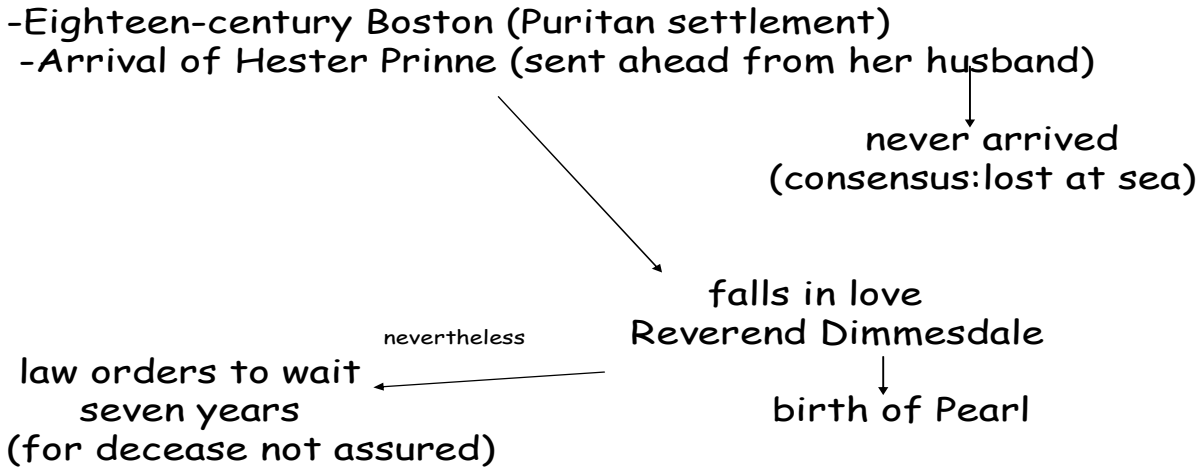 -Eighteen-century Boston (Puritan settlement)
-Arrival of Hester Prinne (sent ahead from her husband)
never arrived
(consensus:lost at sea)
falls in love
Reverend Dimmesdale
nevertheless
law orders to wait
seven years
(for decease not assured)
birth of Pearl